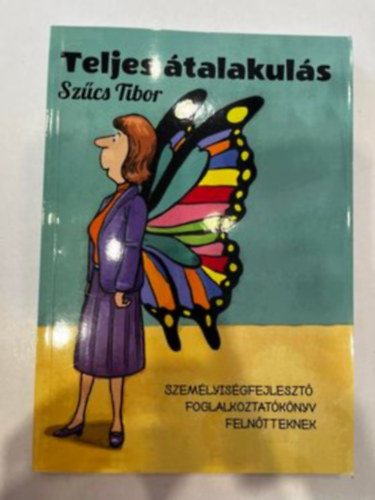 Teljes átalakulás
Szűcs Tibor
SZEMÉLYISÉGFEJLESZTŐ
FOGLALKOZTATÓKÖNYV
FELNŐTTEKNEK